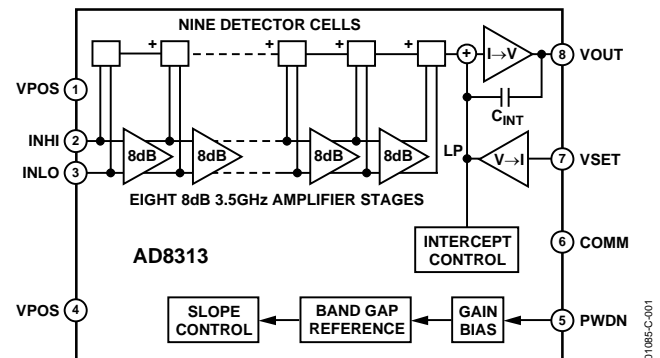 NINE DETECTOR CELLS
+ + + +
+ I→V 8 VOUT
VPOS 1
CINT
INHI 2
8dB 8dB 8dB 8dB
INLO 3
LP V→I 7 VSET
EIGHT 8dB 3.5GHz AMPLIFIER STAGES
INTERCEPT
CONTROL
6 COMM
AD8313
VPOS 4
SLOPE
CONTROL
BAND GAP
REFERENCE
GAIN
BIAS
5 PWDN
01085-C-001